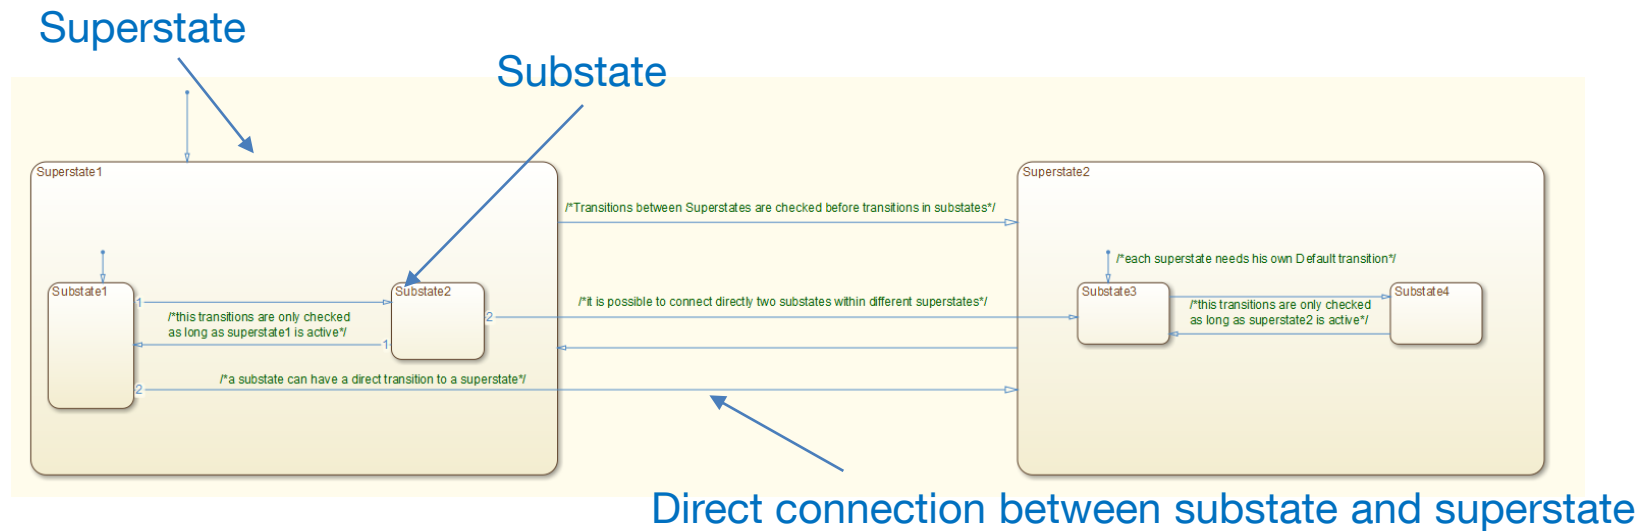 Superstate
Substate
Superstate1
Superstate2
/*Transitions between Superstates are checked before transitions in substates*/
/*each superstate needs his own Default transition*/
Substate1
1
Substate2
/*it is possible to connect directly two substates within different superstates*/
Substate3
Substate4
/*this transitions are only checked
as long as superstate1 is active*/
2
/*this transitions are only checked
as long as superstate2 is active*/
1
/*a substate can have a direct transition to a superstate*/
2
Direct connection between substate and superstate